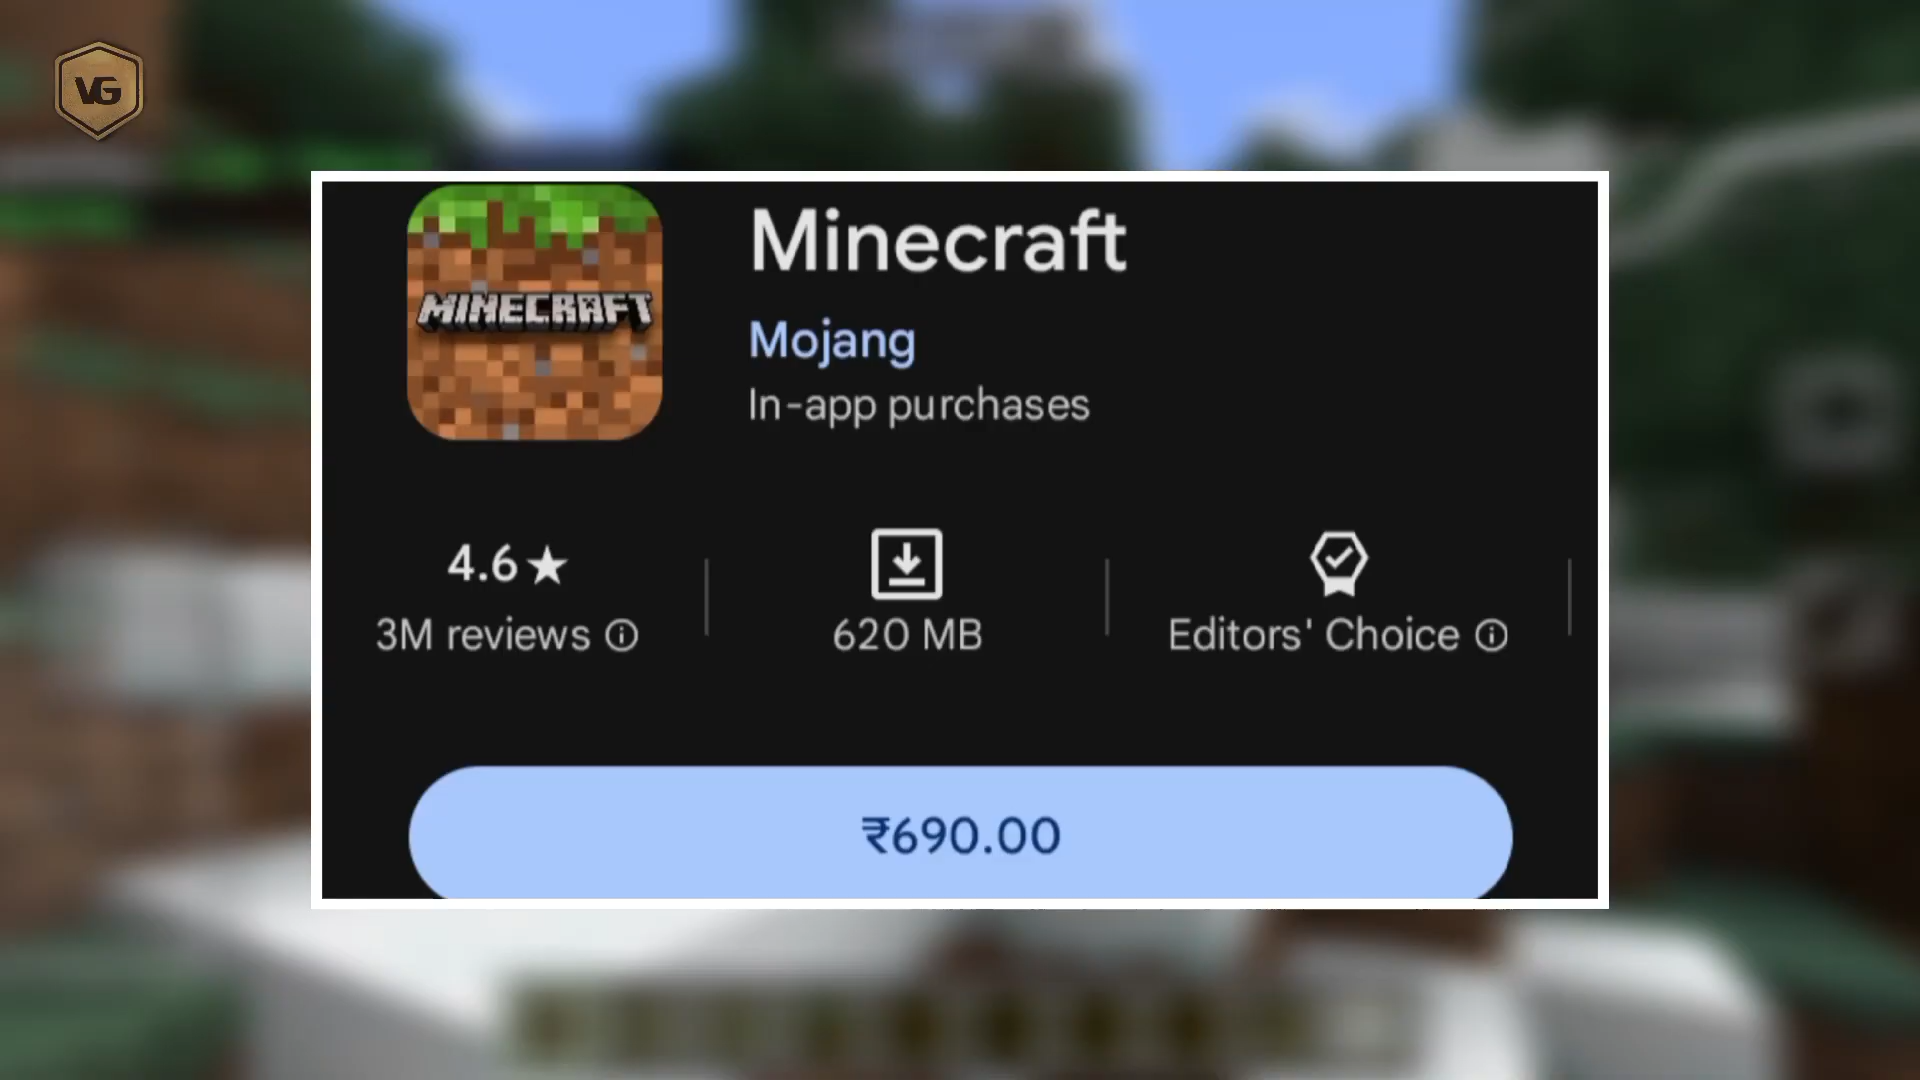 VG
Minecraft
MINECRAFT
Mojang
In-app purchases
4.6★
3M reviews
620 MB
Editors' Choice
₹690.00